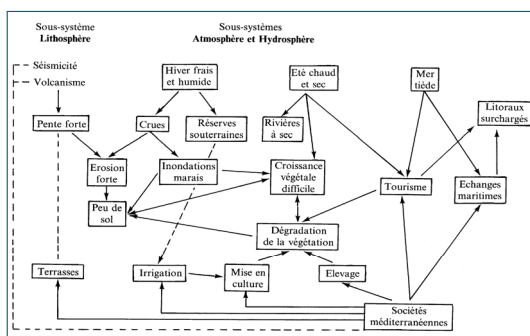 Sous-système
Lithosphère
Sous-systèmes
Atmosphère et Hydrosphère
Séismicité
Volcanisme
Hiver frais
et humide
Eté chaud
et sec
Mer
tiède
Litoraux
surchargés
Pente forte
Crues
Réserves
souterraines
Rivières
à sec
Erosion
forte
Inondations
marais
Croissance
végétale
difficile
Tourisme
Echanges
maritimes
Peu de
sol
Dégradation
de la végétation
Terrasses
Irrigation
Mise en
culture
Elevage
Sociétés
méditerranéennes